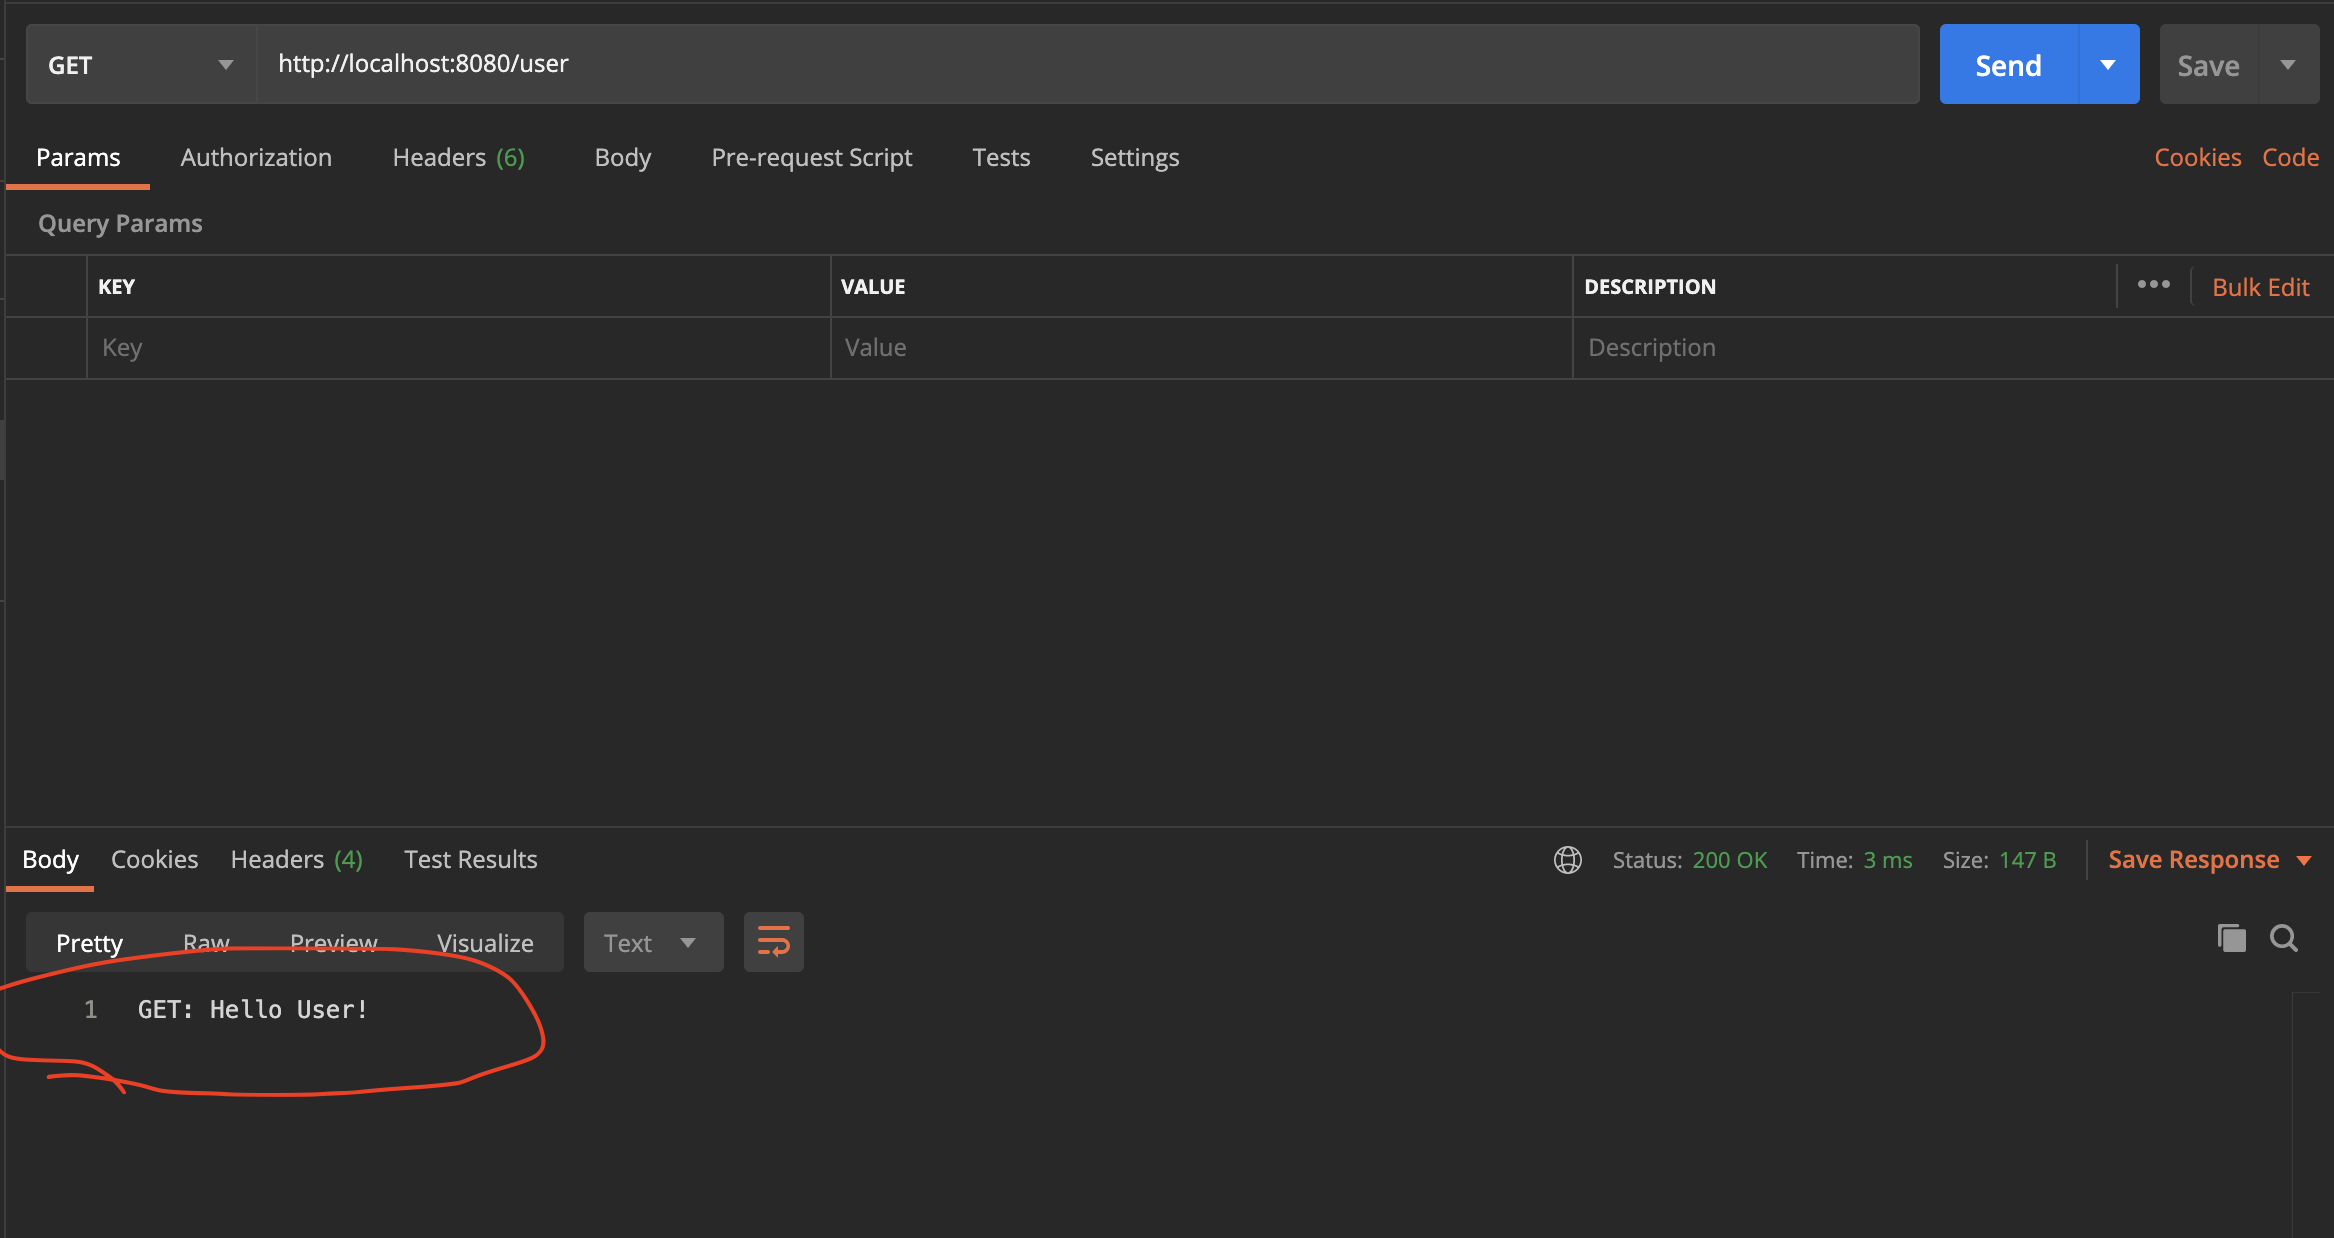 GET http://localhost:8080/user Send Save
Params Authorization Headers (6) Body Pre-request Script Tests Settings Cookies Code
Query Params
KEY VALUE DESCRIPTION ••• Bulk Edit
Key Value Description
Body Cookies Headers (4) Test Results Status: 200 OK Time: 3 ms Size: 147 B Save Response
Pretty Raw Preview Visualize Text
1 GET: Hello User!